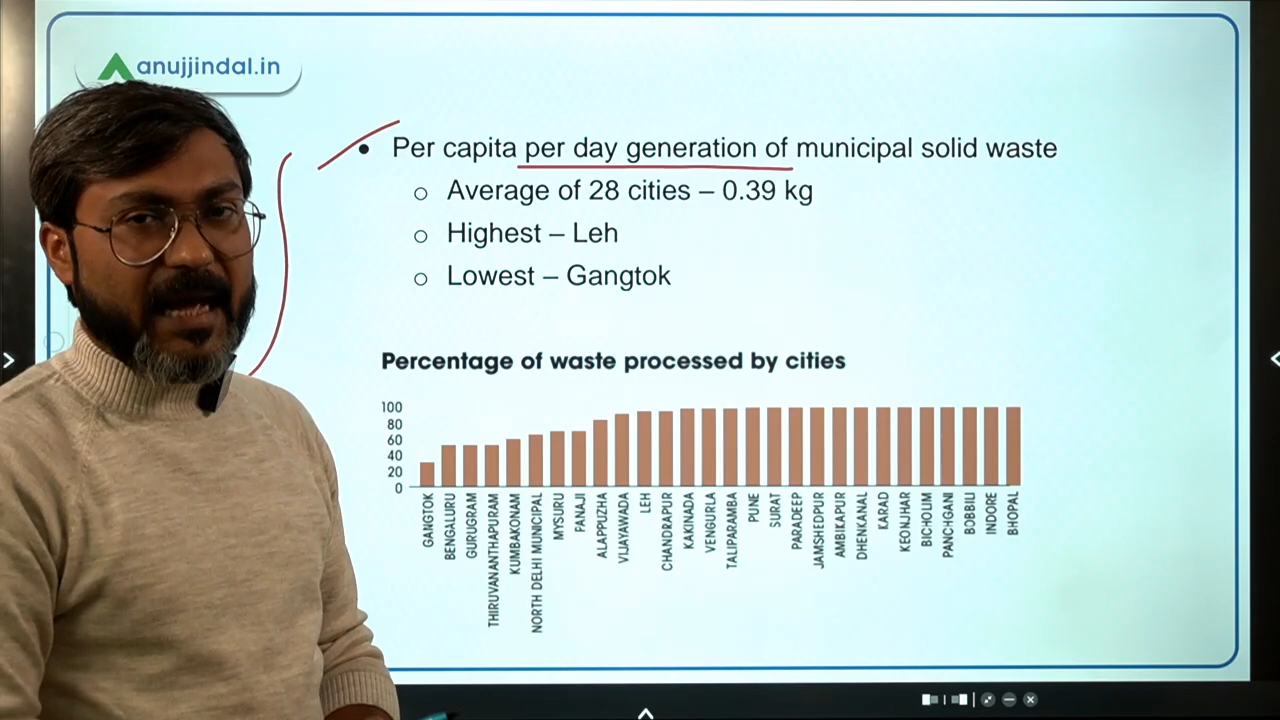 anujjindal.in
• Per capita per day generation of municipal solid waste
o Average of 28 cities – 0.39 kg
o Highest – Leh
o Lowest – Gangtok
Percentage of waste processed by cities
100
80
60
40
20
0
GANGTOK
BENGALURU
GURUGRAM
THIRUVANANTHAPURAM
KUMBAKONAM
NORTH DELHI MUNICIPAL
MYSURU
PANAJI
ALAPPUZHA
VIJAYAWADA
LEH
CHANDRAPUR
KAKINADA
VENGURLA
TALIPARAMBA
PUNE
SURAT
PARADEEP
JAMSHEDPUR
AMBIKAPUR
DHENKANAL
KARAD
KEONJHAR
BICHOLIM
PANCHGANI
BOBBILI
INDORE
BHOPAL